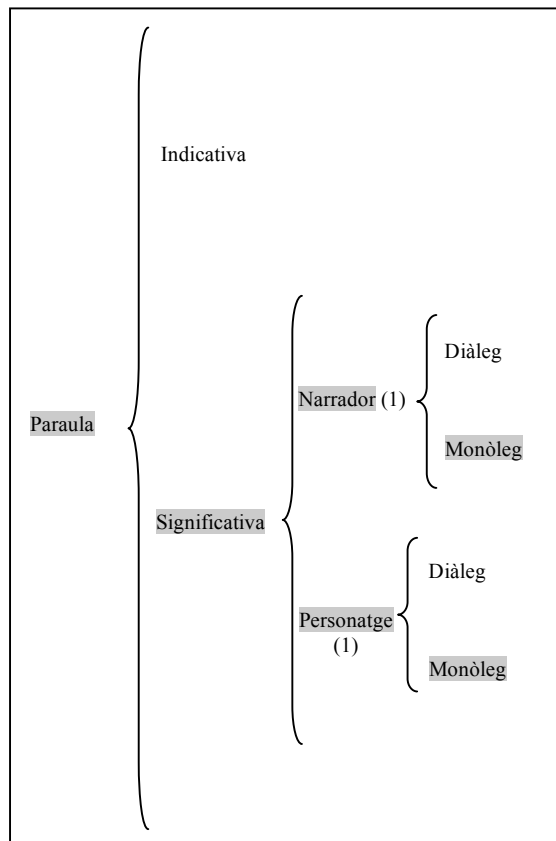 Indicativa
Diàleg
Narrador (1)
Paraula
Monòleg
Significativa
Diàleg
Personatge
(1)
Monòleg